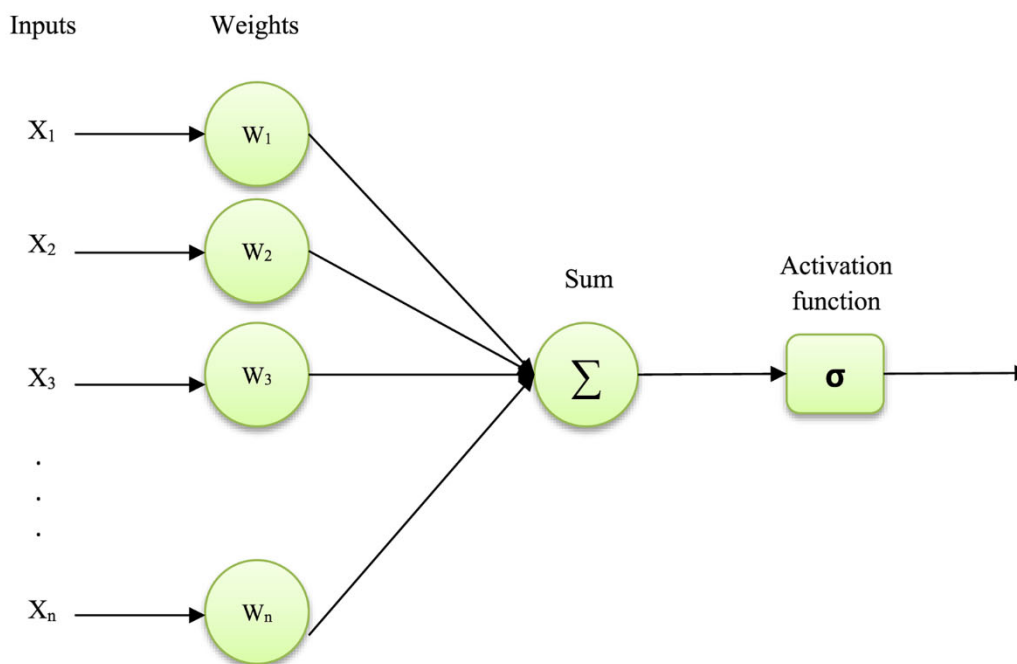 Inputs
Weights
X₁
W₁
X₂
W₂
Sum
Activation
function
X₃
W₃
∑
σ
.
.
.
Xₙ
Wₙ